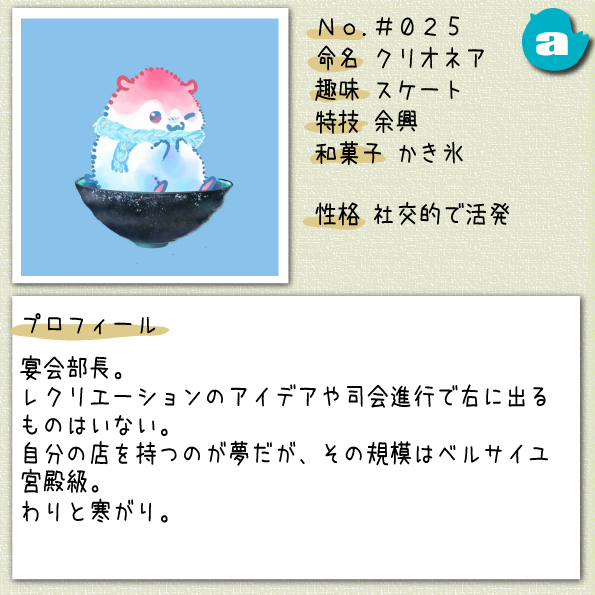 No.#025
a
命名 クリオネア
趣味 スケート
特技 余興
和菓子 かき氷
性格 社交的で活発
プロフィール
宴会部長。
レクリエーションのアイデアや司会進行で右に出る
ものはいない。
自分の店を持つのが夢だが、その規模はベルサイユ
宮殿級。
わりと寒がり。